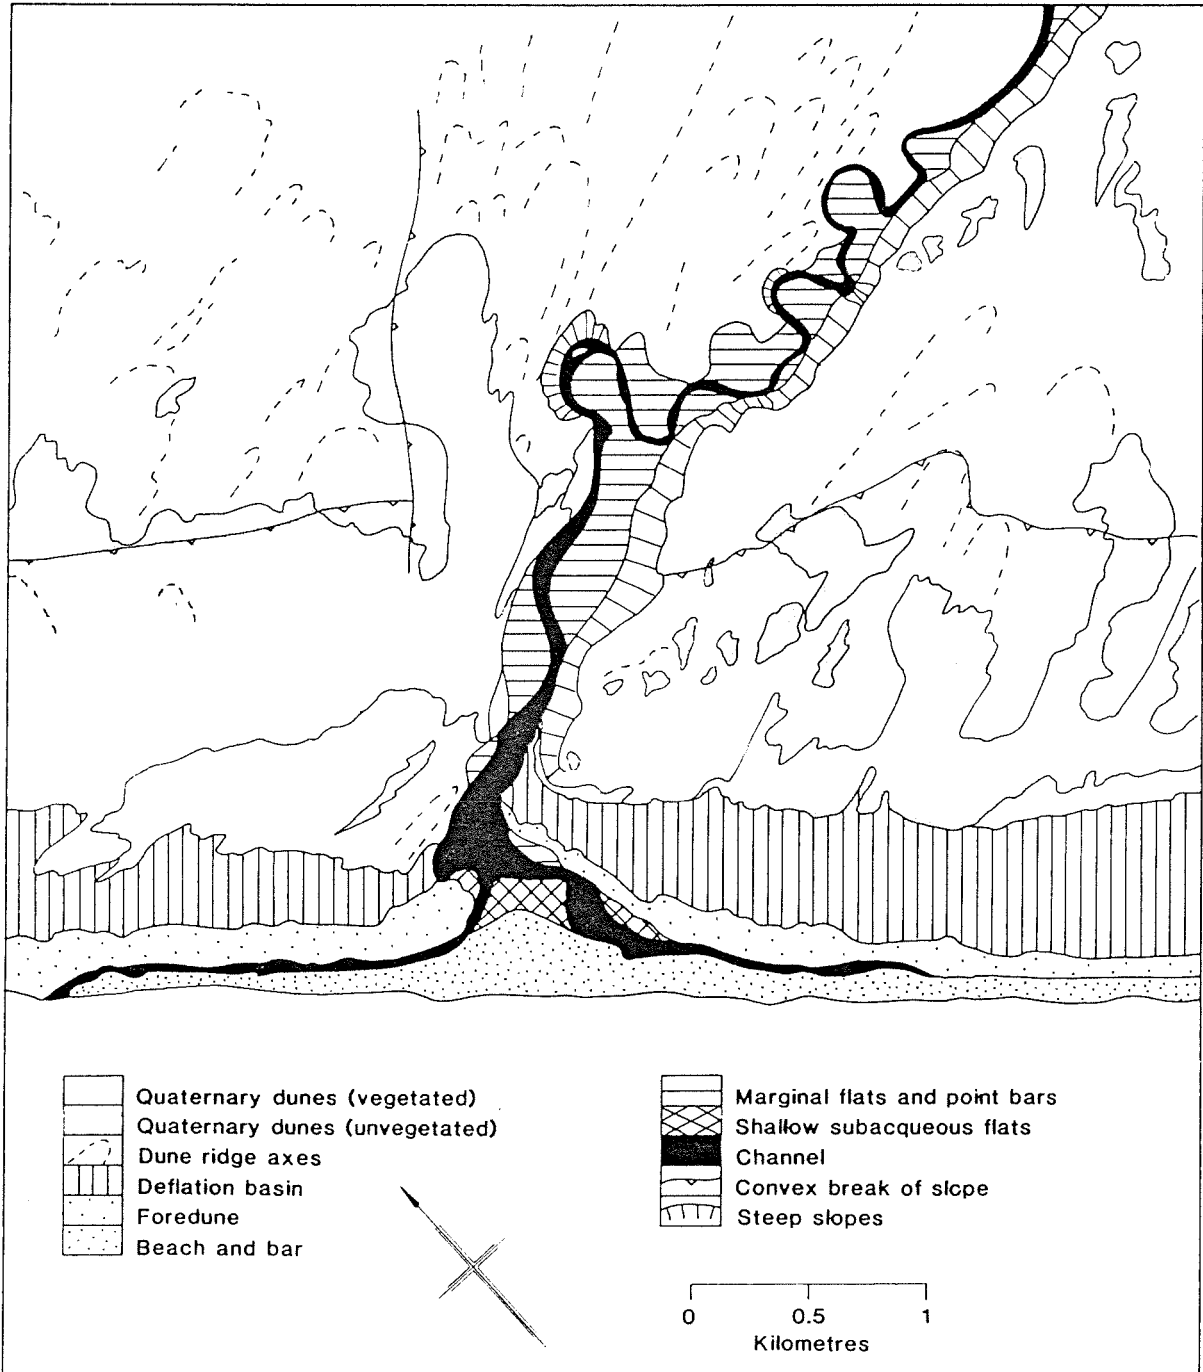 Quaternary dunes (vegetated)
Quaternary dunes (unvegetated)
Dune ridge axes
Deflation basin
Foredune
Beach and bar
Marginal flats and point bars
Shallow subacqueous flats
Channel
Convex break of slope
Steep slopes
0 0.5 1
Kilometres